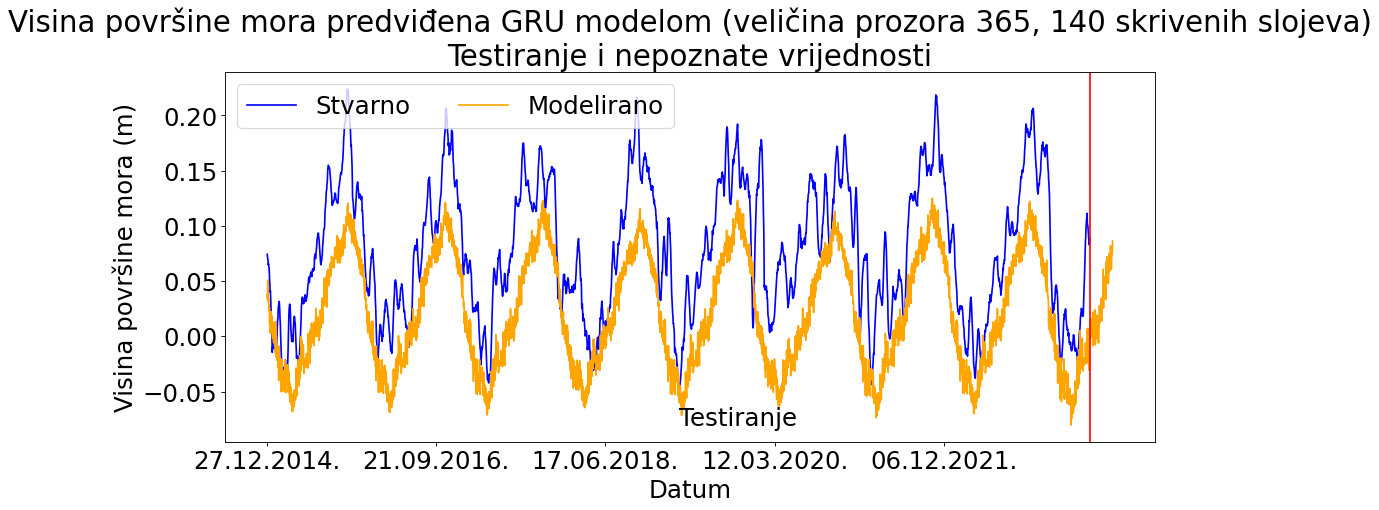 Visina površine mora predviđena GRU modelom (veličina prozora 365, 140 skrivenih slojeva)
Testiranje i nepoznate vrijednosti
Stvarno
Modelirano
Visina površine mora (m)
0.20
0.15
0.10
0.05
0.00
−0.05
Testiranje
27.12.2014.
21.09.2016.
17.06.2018.
12.03.2020.
06.12.2021.
Datum